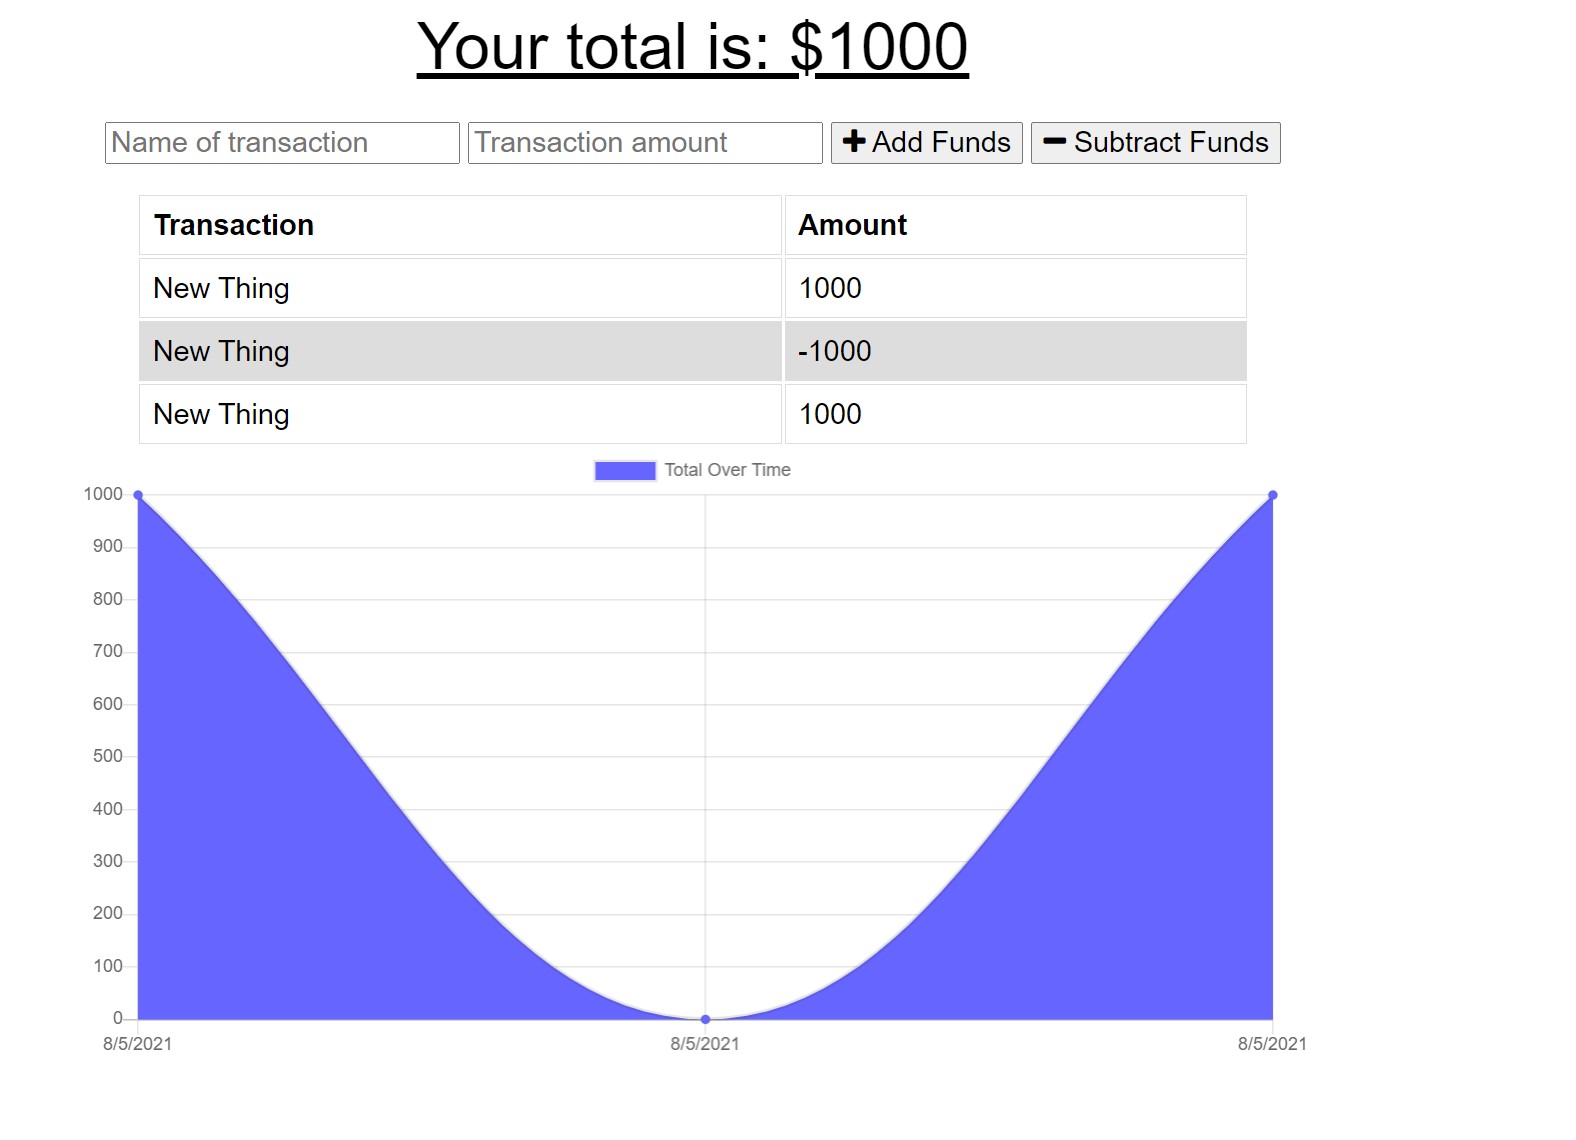 Your total is: $1000
Name of transaction Transaction amount Add Funds Subtract Funds
Transaction Amount
New Thing 1000
New Thing -1000
New Thing 1000
Total Over Time
1000
900
800
700
600
500
400
300
200
100
0
8/5/2021 8/5/2021 8/5/2021